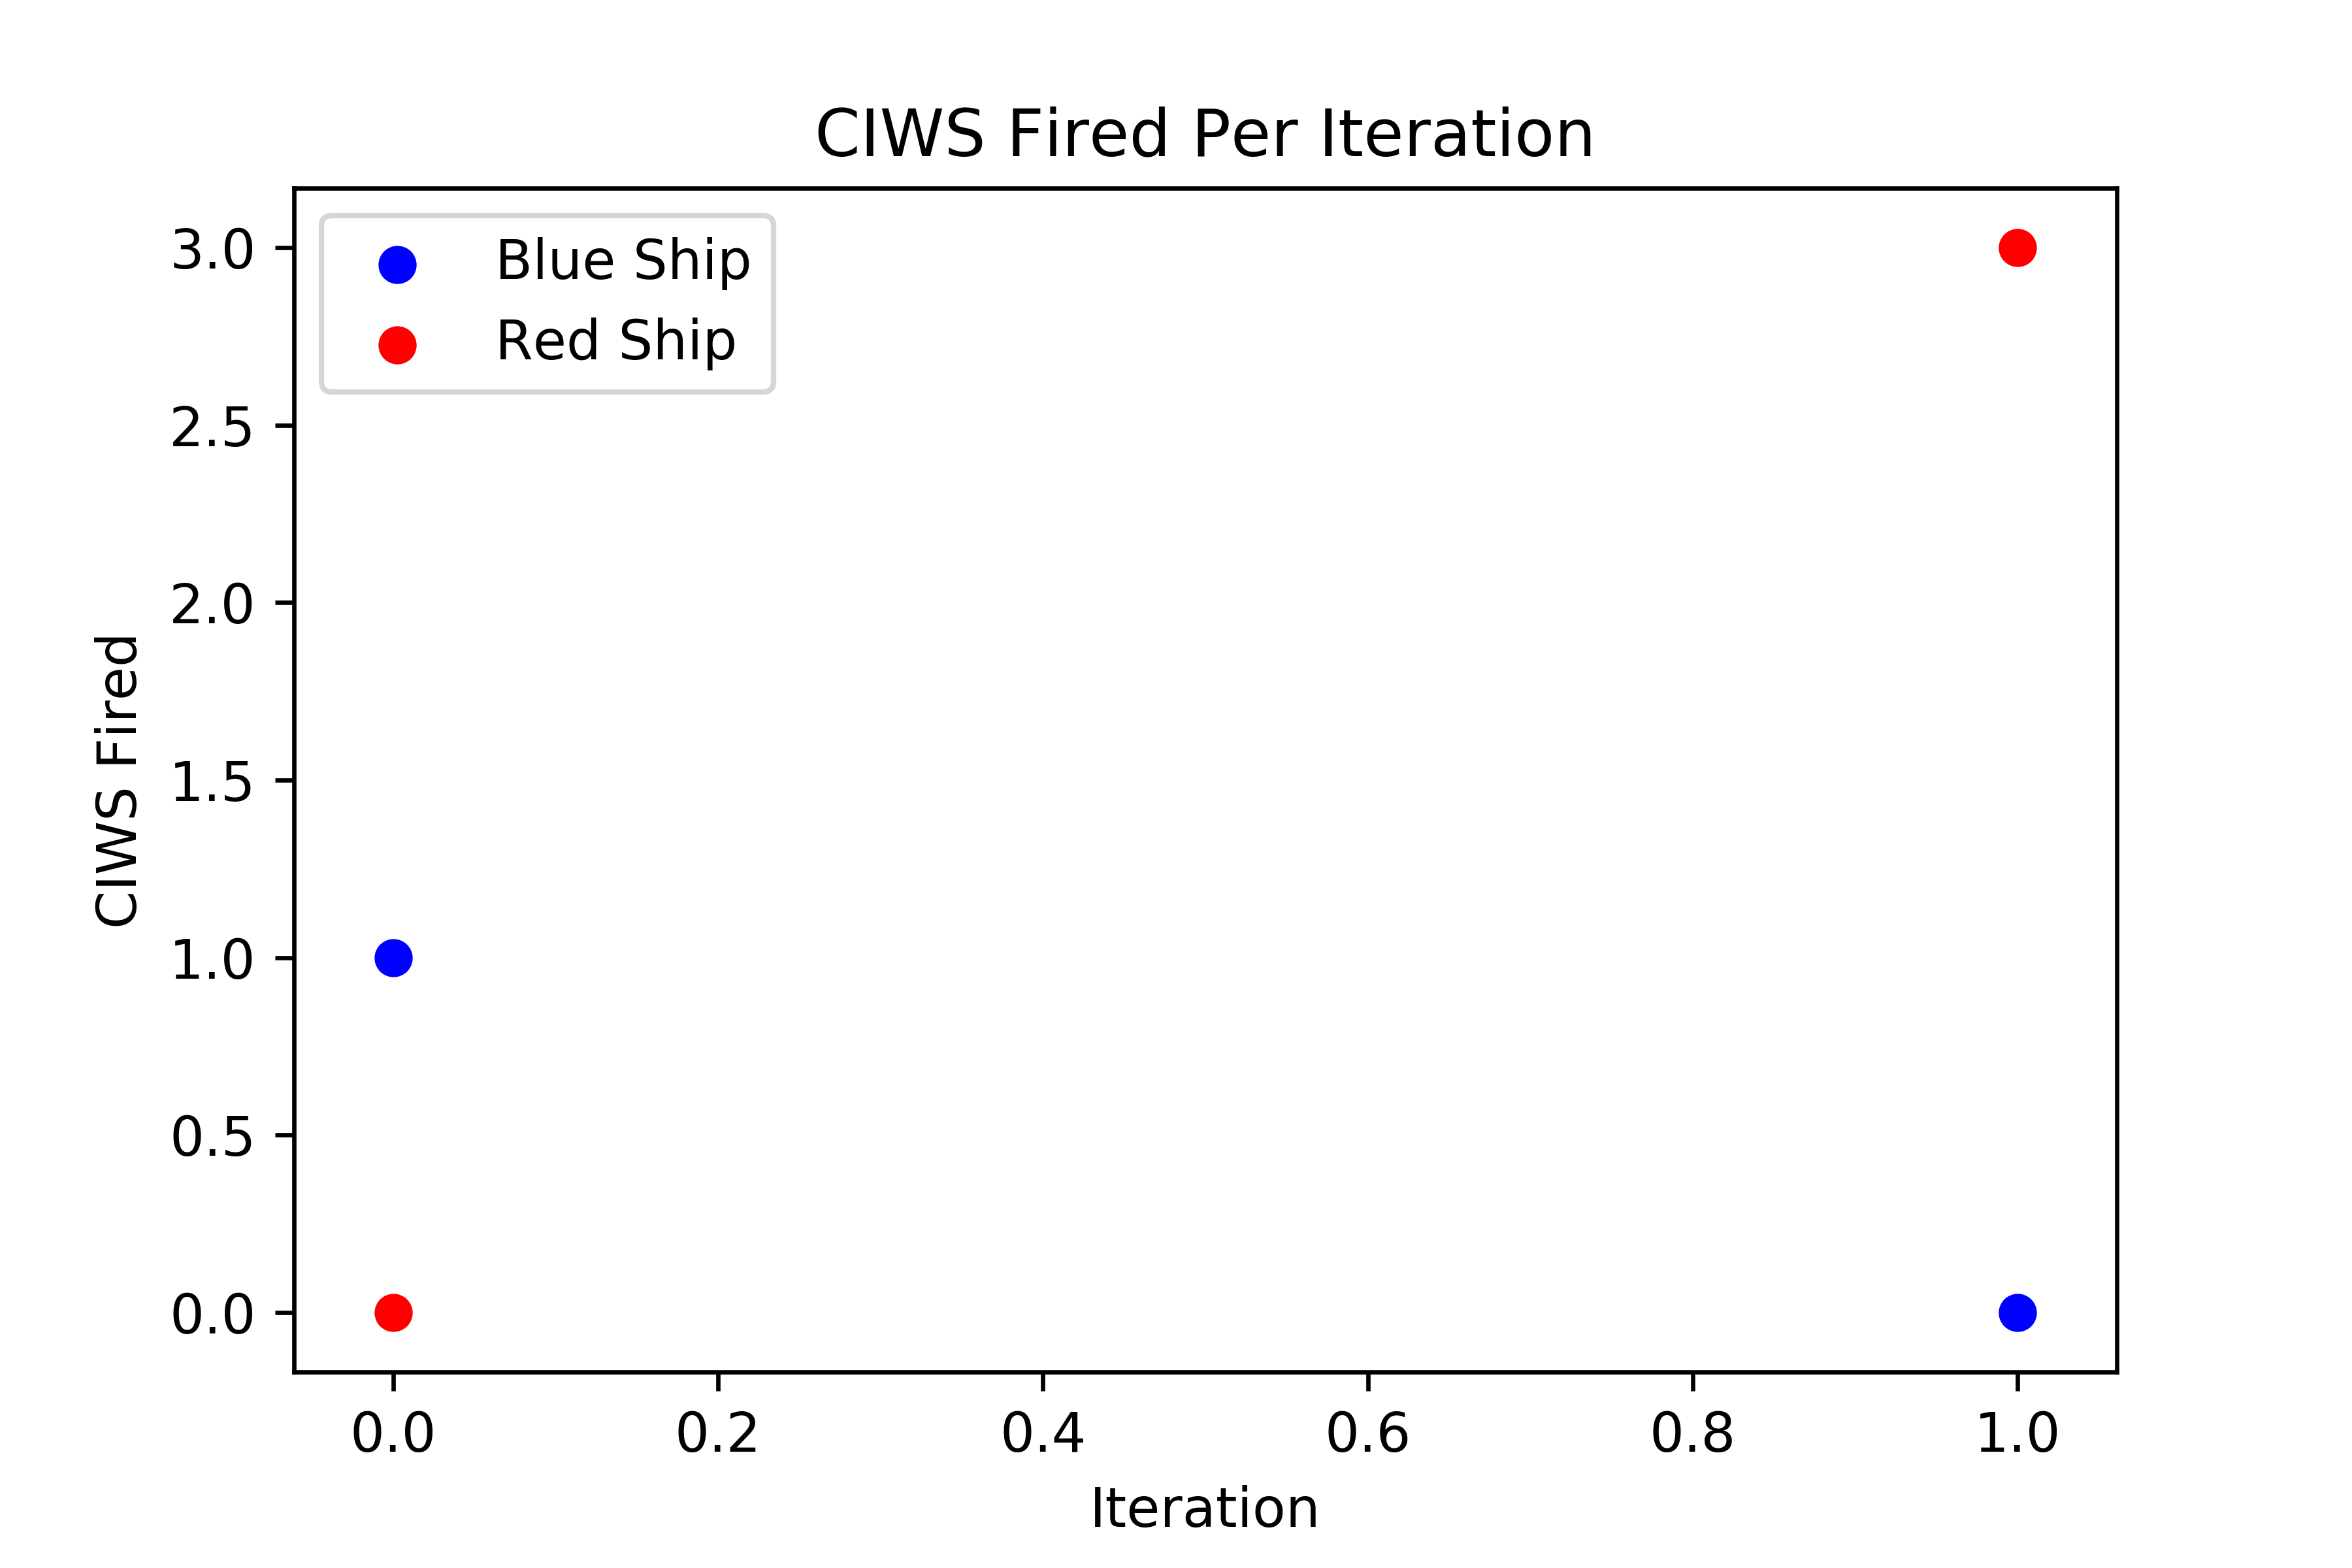 CIWS Fired Per Iteration
Blue Ship
Red Ship
CIWS Fired
3.0
2.5
2.0
1.5
1.0
0.5
0.0
0.0 0.2 0.4 0.6 0.8 1.0
Iteration